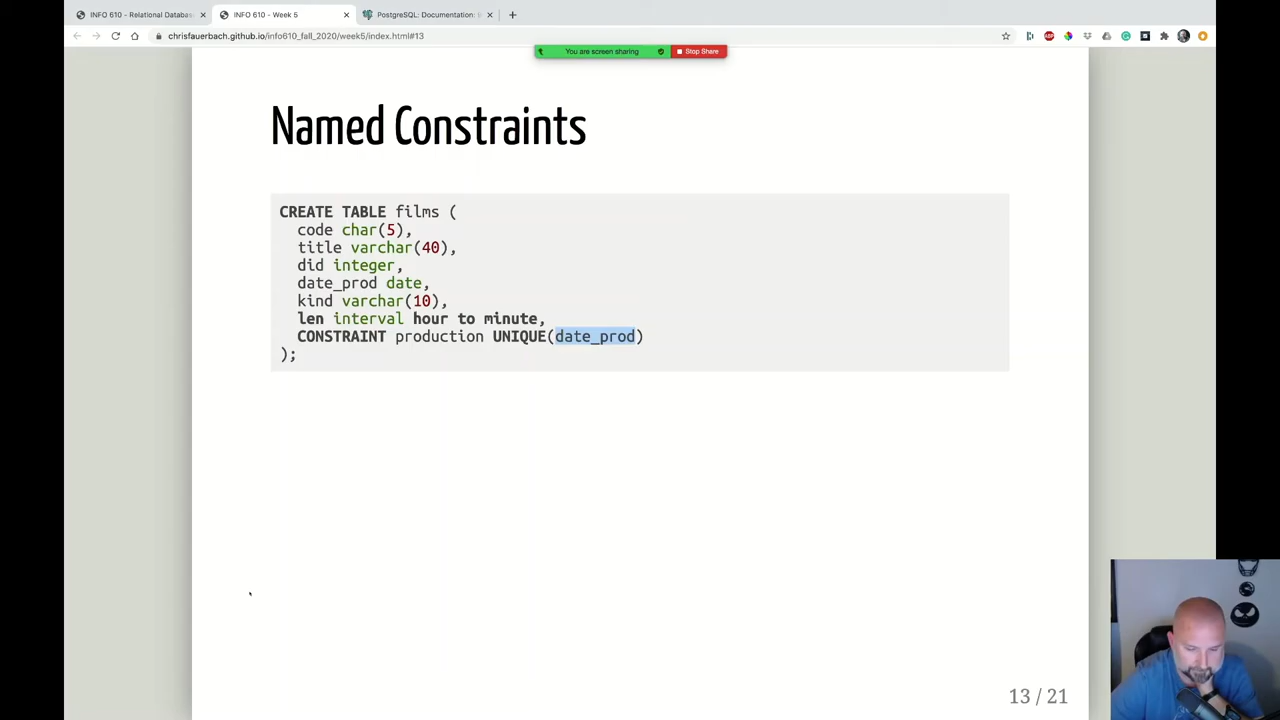 INFO 610 - Relational Databas
INFO 610 - Week 5
PostgreSQL: Documentation:
chrisfauerbach.github.io/info610_fall_2020/week5/index.html#13
You are screen sharing
Stop Share
Named Constraints
CREATE TABLE films (
code char(5),
title varchar(40),
did integer,
date_prod date,
kind varchar(10),
len interval hour to minute,
CONSTRAINT production UNIQUE(date_prod)
);
13 / 21